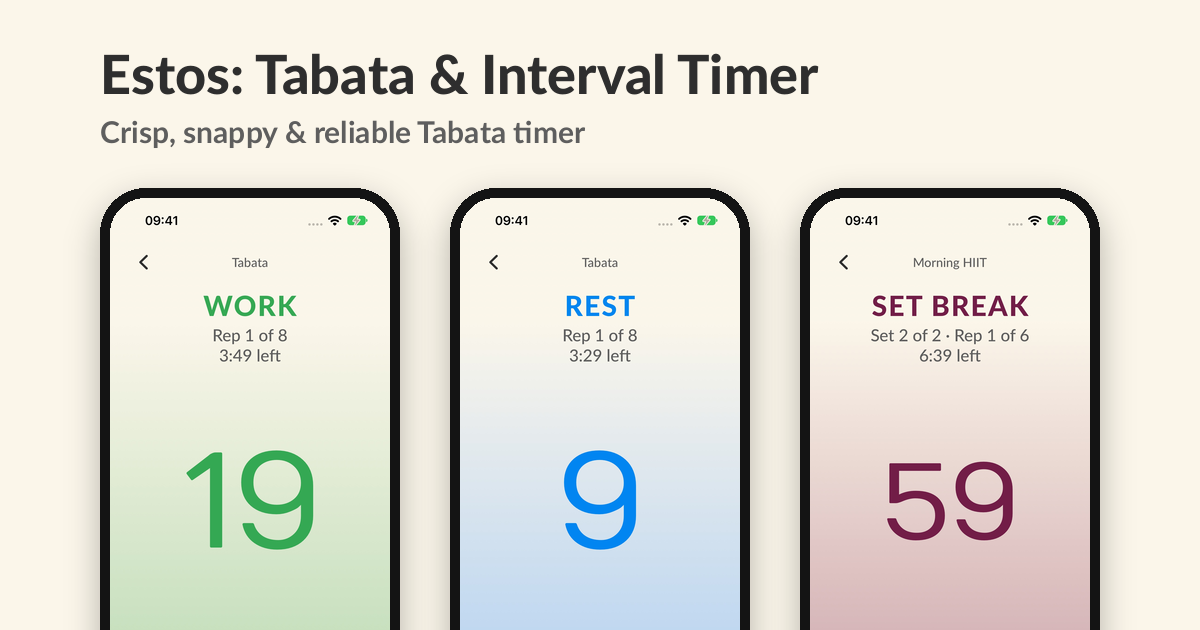 Estos: Tabata & Interval Timer
Crisp, snappy & reliable Tabata timer
09:41
Tabata
WORK
Rep 1 of 8
3:49 left
19
09:41
Tabata
REST
Rep 1 of 8
3:29 left
9
09:41
Morning HIIT
SET BREAK
Set 2 of 2 · Rep 1 of 6
6:39 left
59